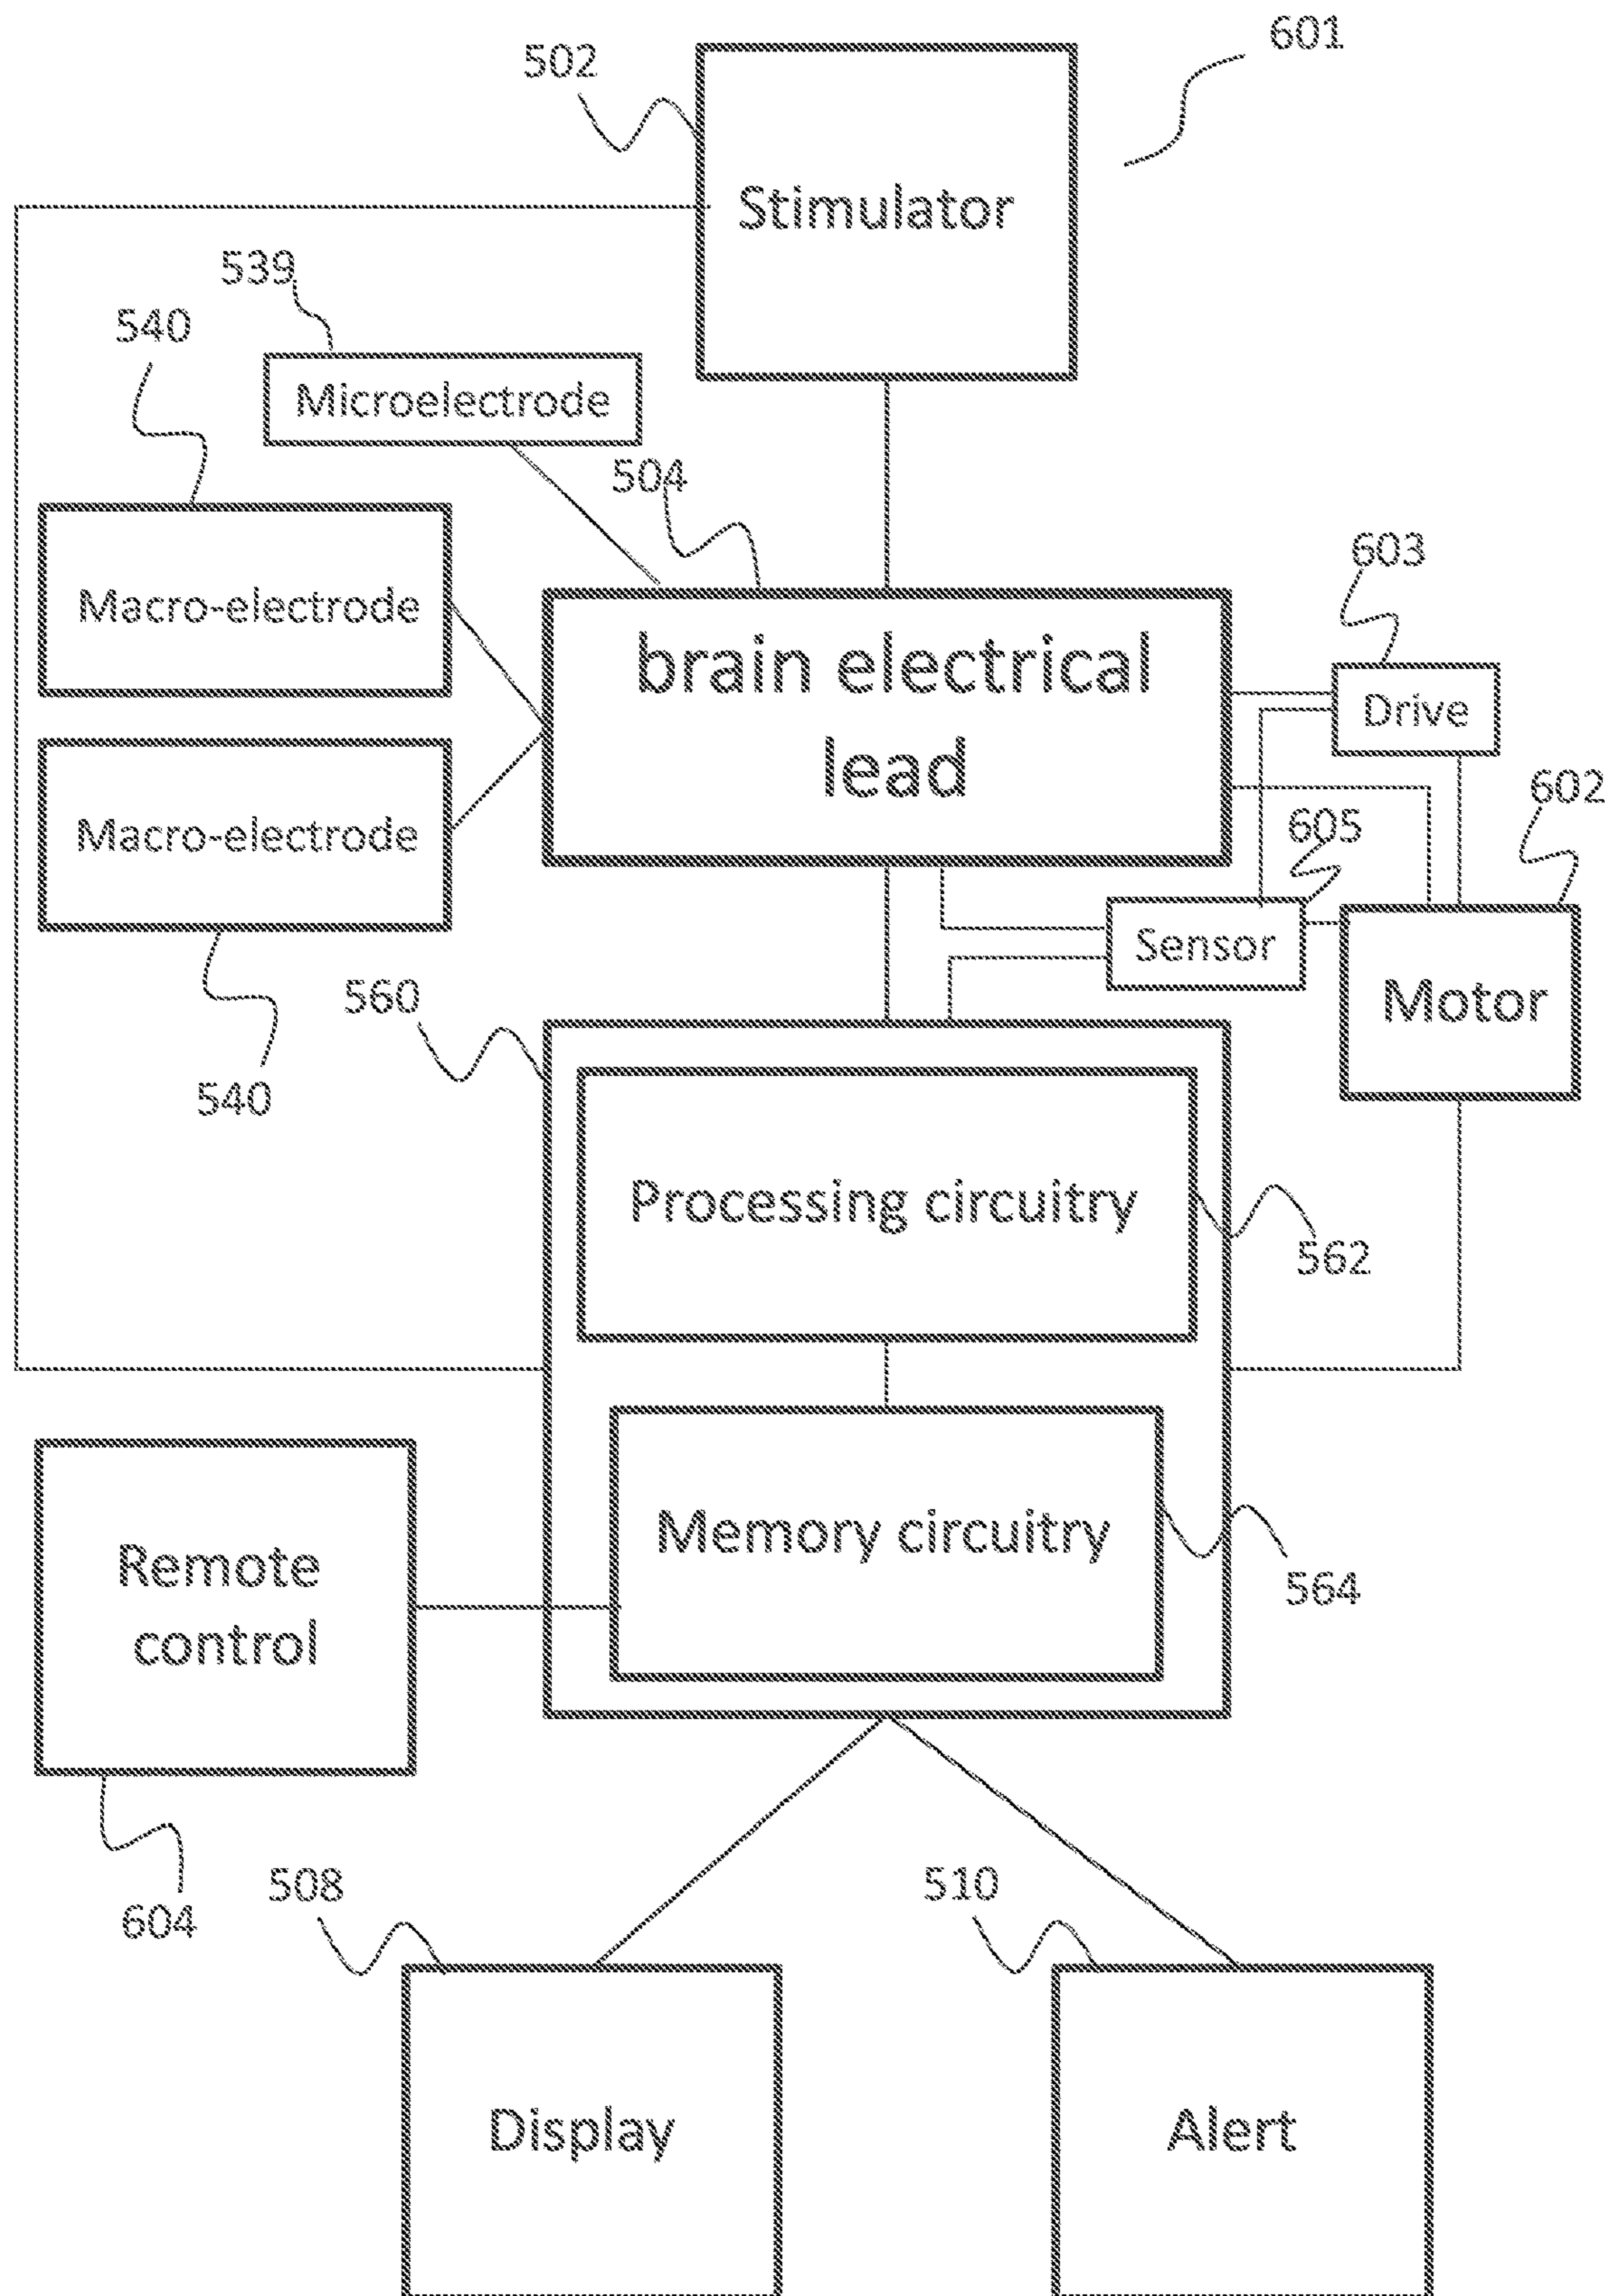 601
502
Stimulator
539
540
Microelectrode
504
603
Macro-electrode
brain electrical
lead
Drive
602
605
Macro-electrode
Sensor
Motor
560
540
Processing circuitry
562
Memory circuitry
564
Remote
control
604
508
510
Display
Alert